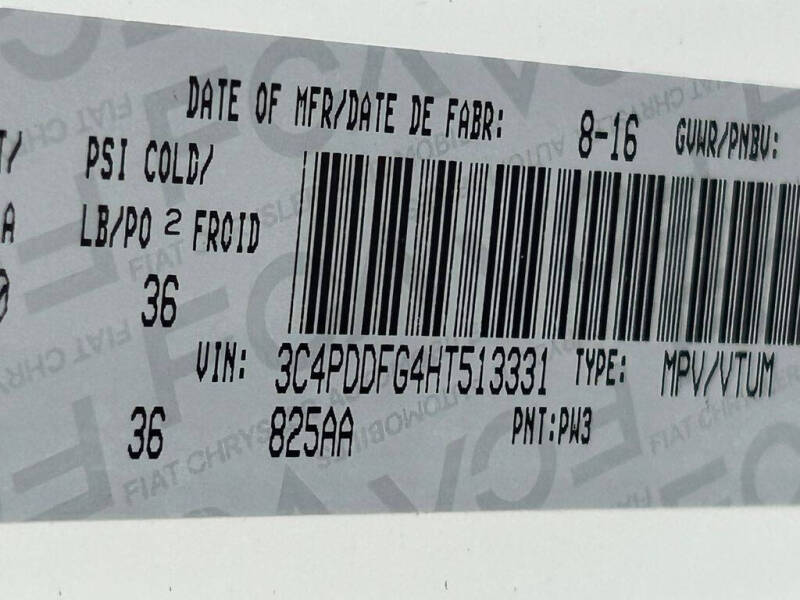 DATE OF MFR/DATE DE FABR: 8-16 GVWR/PNBV:
T/ PSI COLD/
A LB/PO 2 FROID
36
VIN: 3C4PDDFG4HT513331 TYPE: MPV/VTUM
36 825AA PNT:PW3